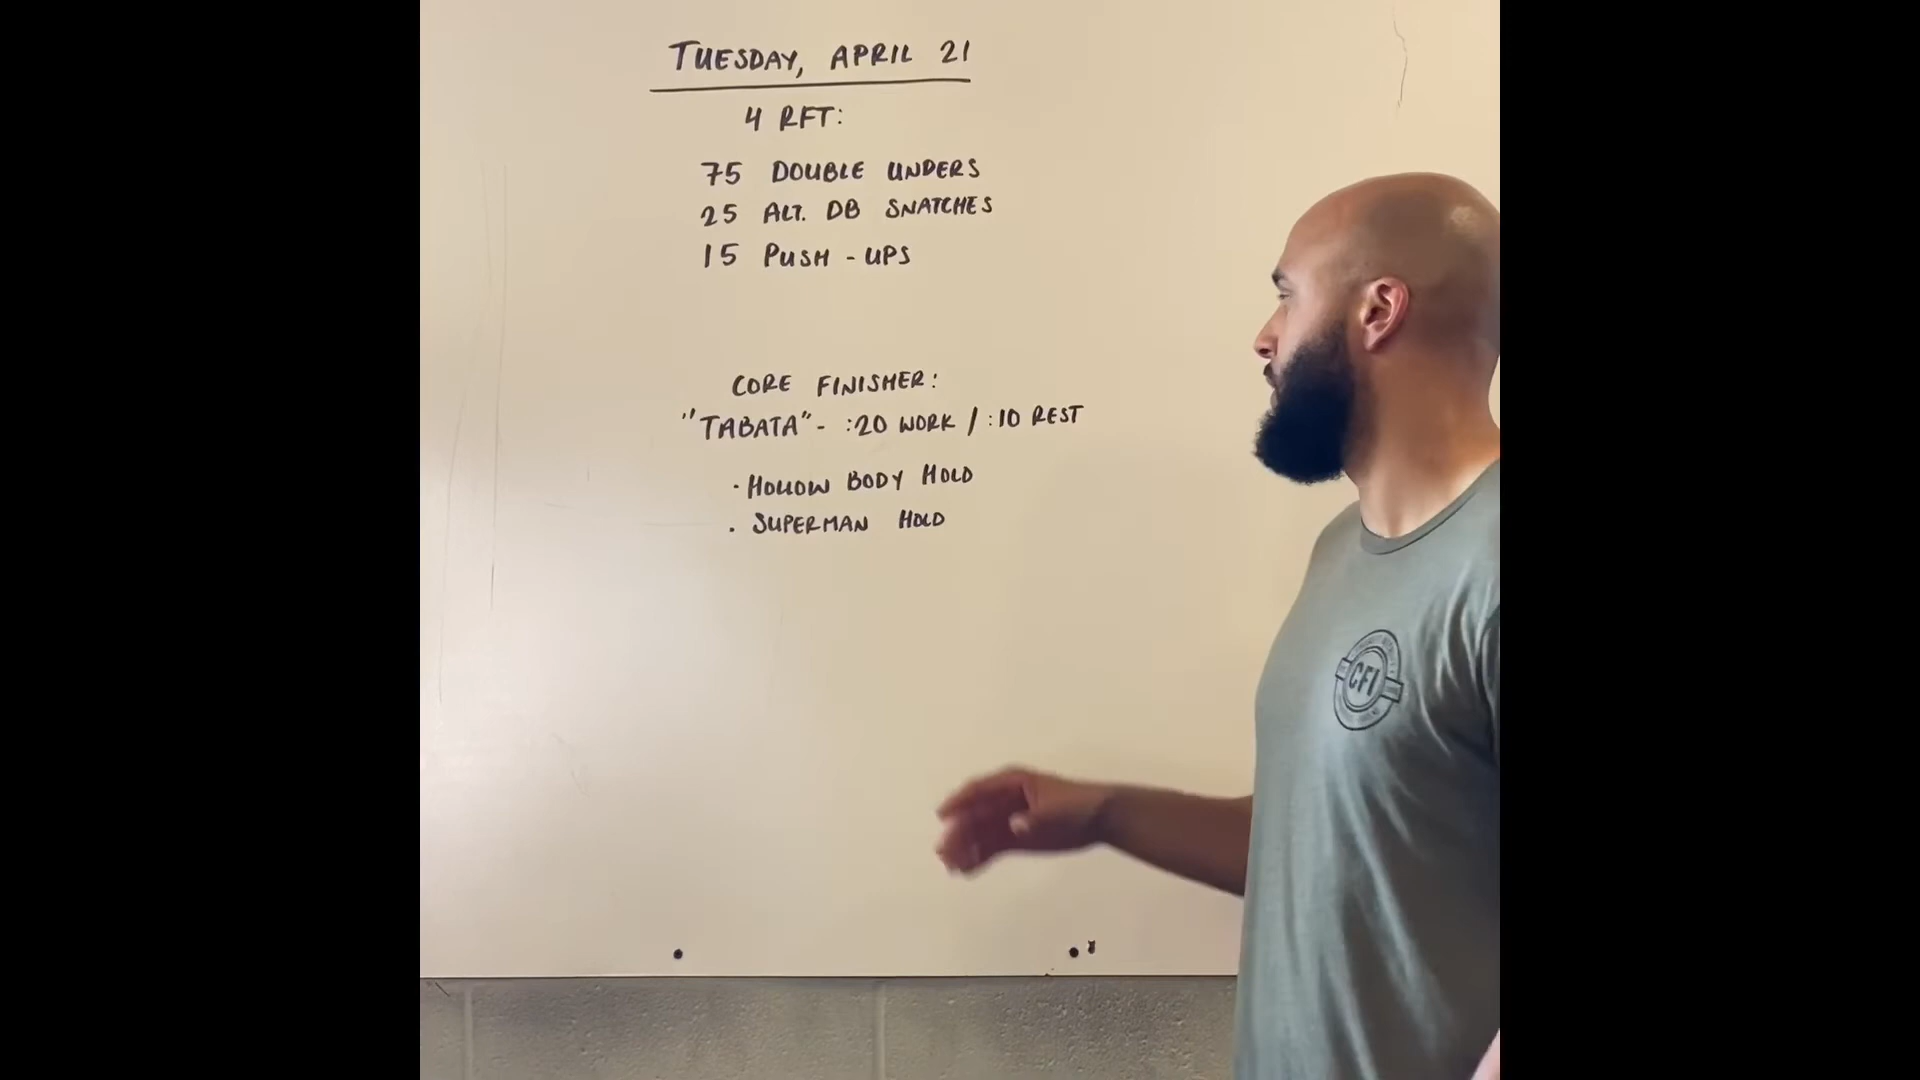 TUESDAY, APRIL 21
4 RFT:
75 DOUBLE UNDERS
25 ALT. DB SNATCHES
15 PUSH-UPS
CORE FINISHER:
"TABATA" - :20 WORK / :10 REST
· HOLLOW BODY HOLD
· SUPERMAN HOLD
CFI